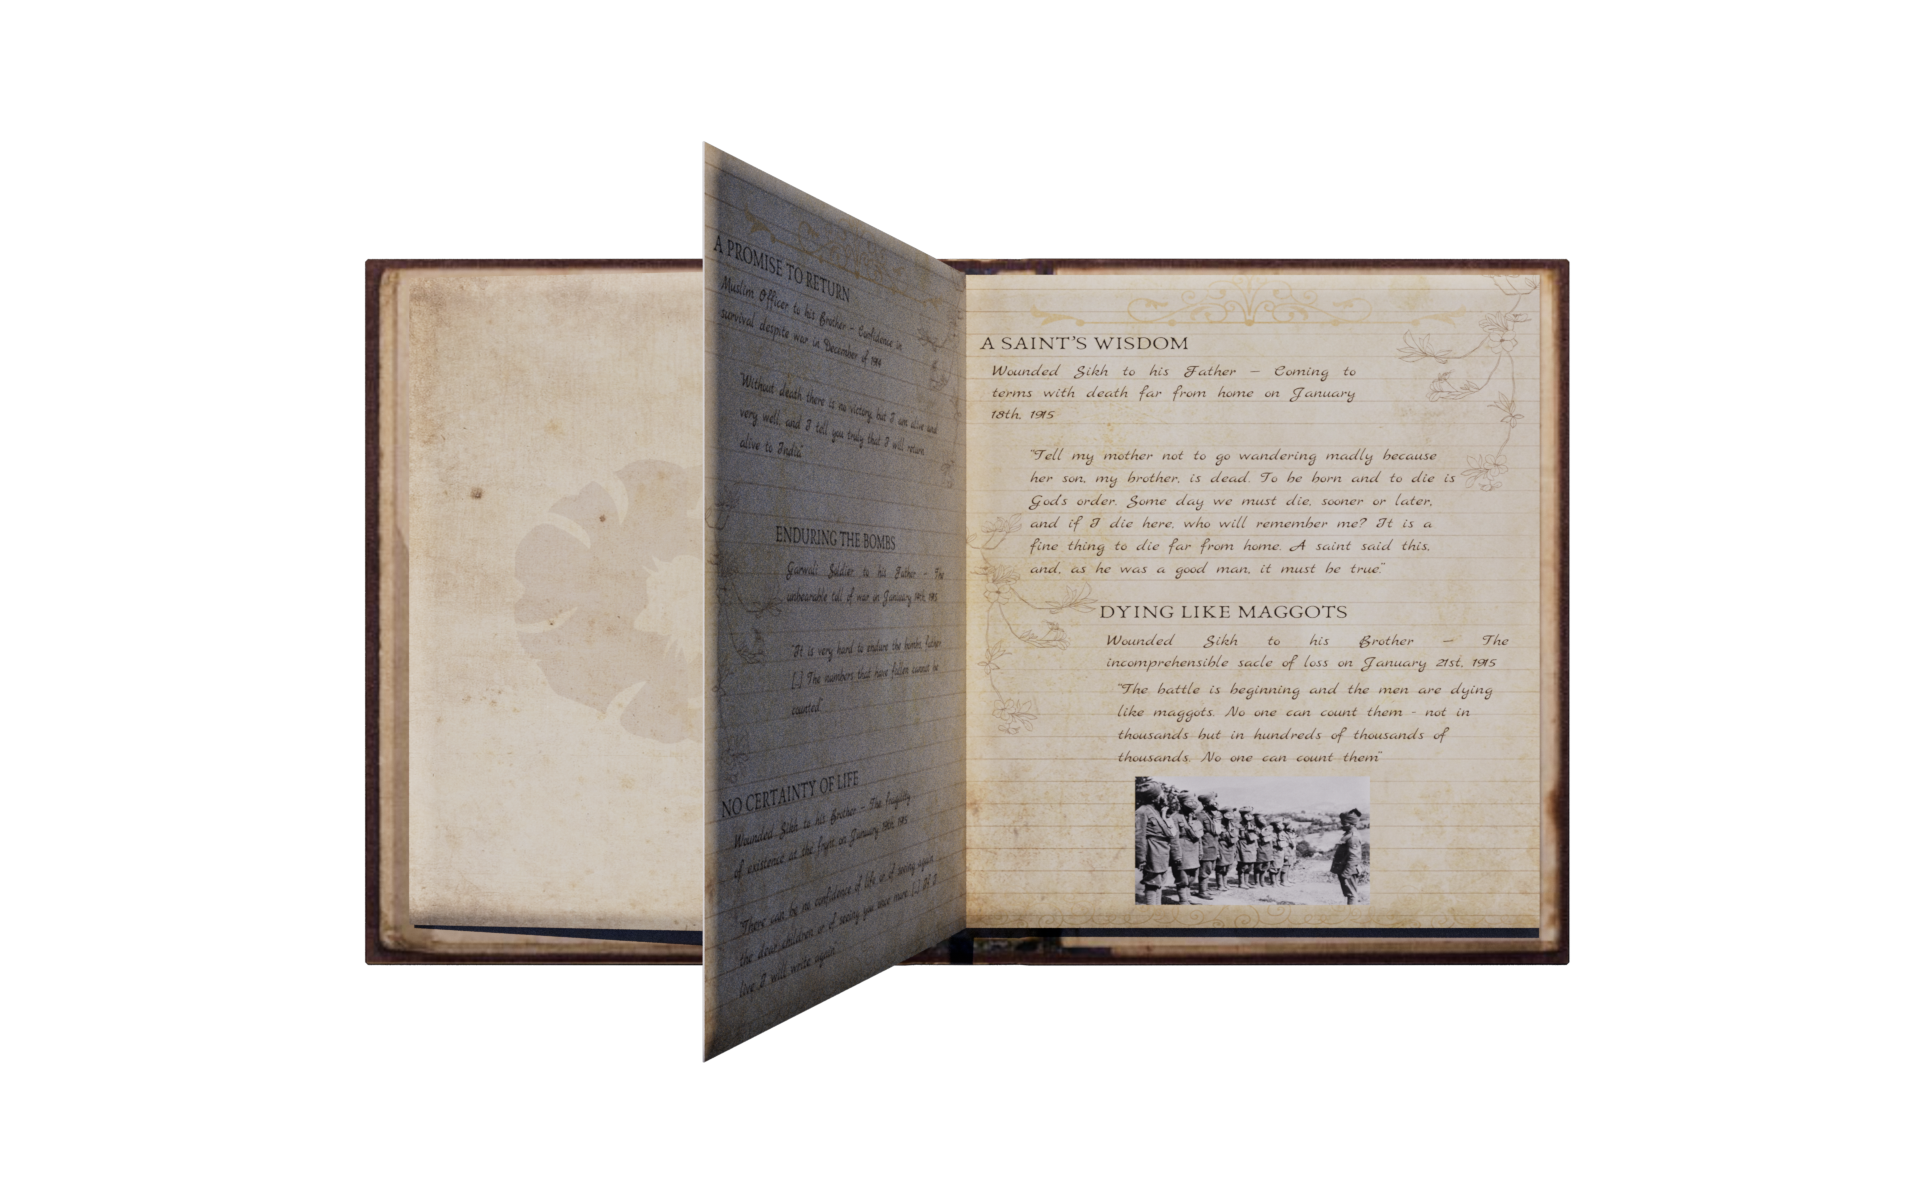 A PROMISE TO RETURN
Muslim Officer to his Brother – Confidence in
survival despite war in December of 1914
"Without death there is no victory, but I am alive and
very well, and I tell you truly that I will return
alive to India"
ENDURING THE BOMBS
Garwali Soldier to his Father – The
unbearable toll of war on January 14th, 1915
"It is very hard to endure the bombs, father
[...] The numbers that have fallen cannot be
counted"
NO CERTAINTY OF LIFE
Wounded Sikh to his Brother – The fragility
of existence at the front on January 15th, 1915
"There can be no confidence of life or of seeing again
the dear children or of seeing you once more [...] If I
live, I will write again"
A SAINT'S WISDOM
Wounded Sikh to his Father – Coming to
terms with death far from home on January
18th, 1915
"Tell my mother not to go wandering madly because
her son, my brother, is dead. To be born and to die is
God's order. Some day we must die, sooner or later,
and if I die here, who will remember me? It is a
fine thing to die far from home. A saint said this,
and, as he was a good man, it must be true."
DYING LIKE MAGGOTS
Wounded Sikh to his Brother – The
incomprehensible sacle of loss on January 21st, 1915
"The battle is beginning and the men are dying
like maggots. No one can count them - not in
thousands but in hundreds of thousands of
thousands. No one can count them"